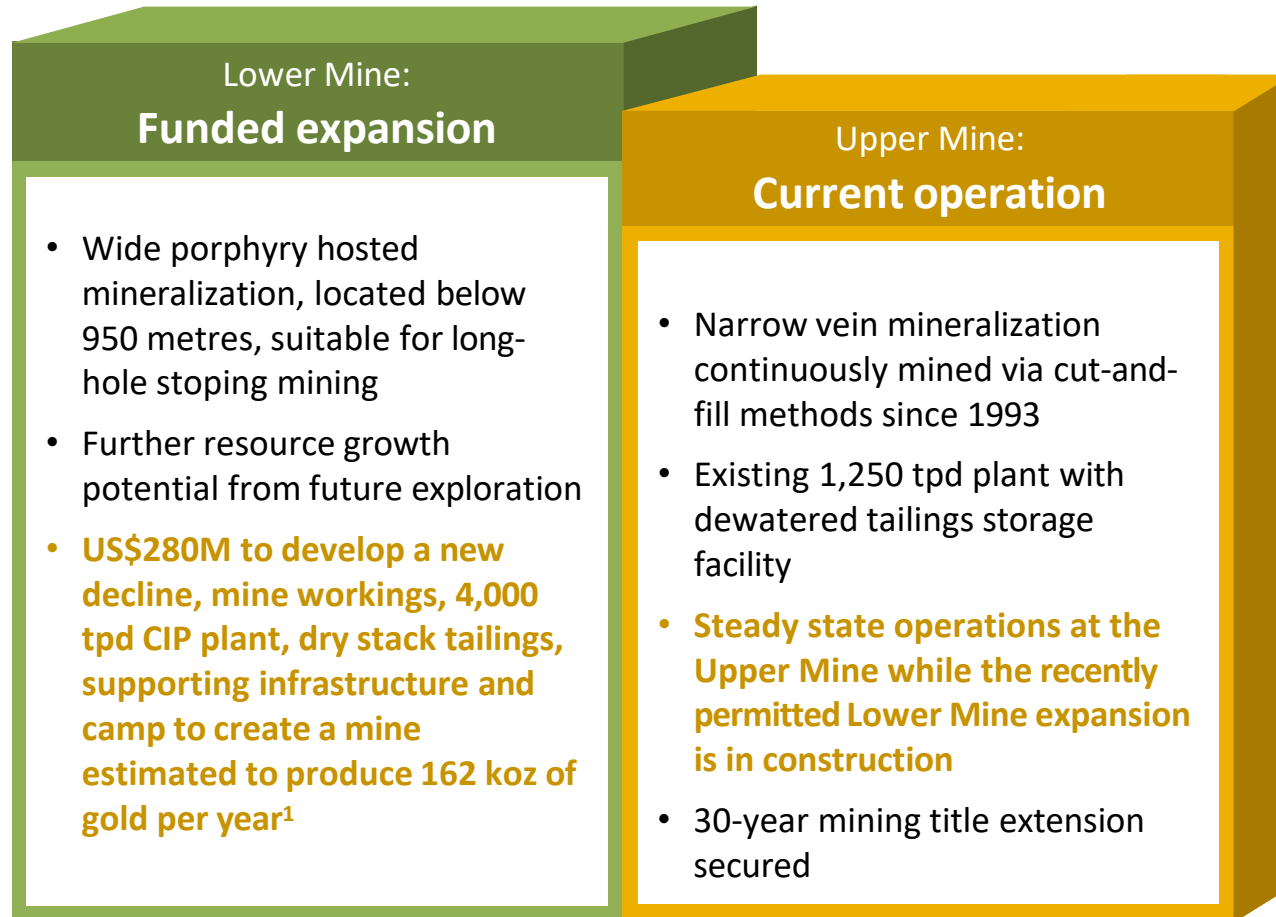 Lower Mine:
Funded expansion
• Wide porphyry hosted
mineralization, located below
950 metres, suitable for long-
hole stoping mining
• Further resource growth
potential from future exploration
• US$280M to develop a new
decline, mine workings, 4,000
tpd CIP plant, dry stack tailings,
supporting infrastructure and
camp to create a mine
estimated to produce 162 koz of
gold per year¹
Upper Mine:
Current operation
• Narrow vein mineralization
continuously mined via cut-and-
fill methods since 1993
• Existing 1,250 tpd plant with
dewatered tailings storage
facility
• Steady state operations at the
Upper Mine while the recently
permitted Lower Mine expansion
is in construction
• 30-year mining title extension
secured